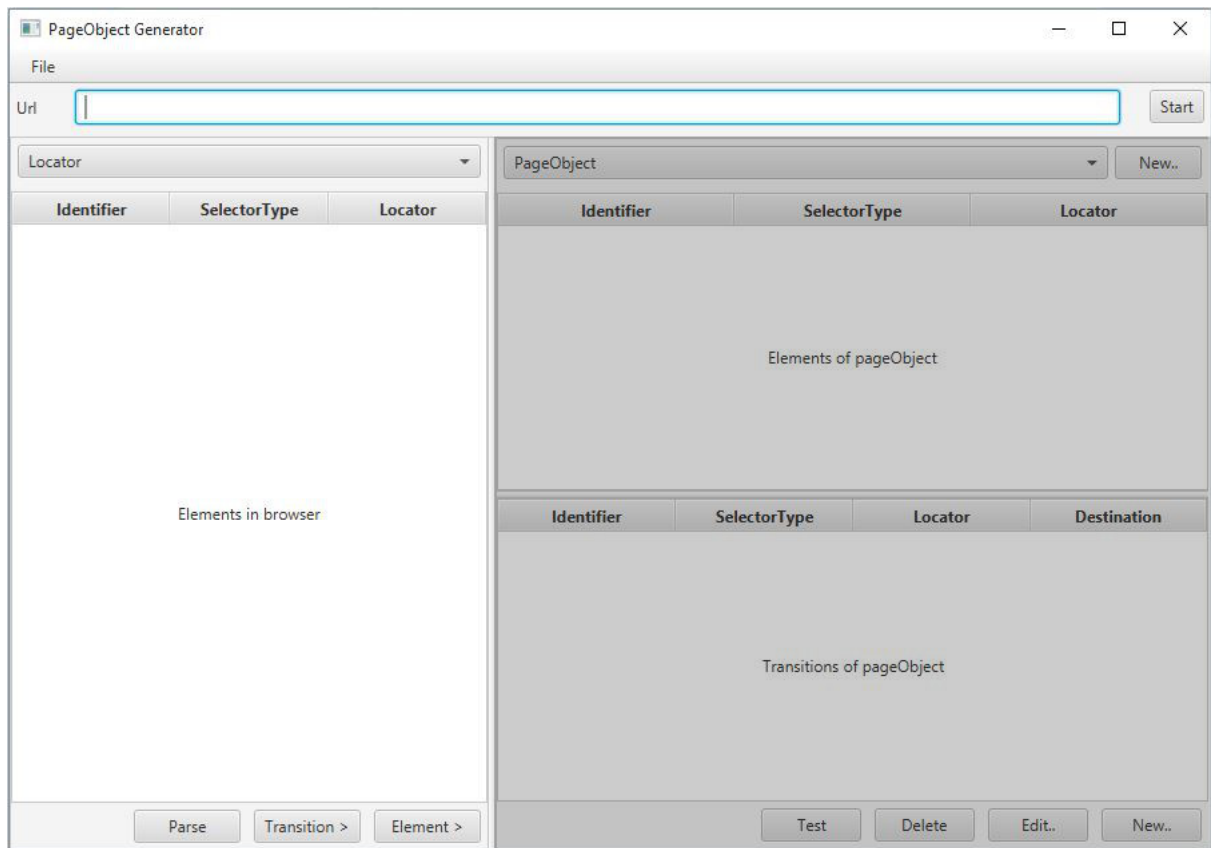 PageObject Generator
File
Url Start
Locator
Identifier SelectorType Locator
Elements in browser
Parse Transition > Element >
PageObject New..
Identifier SelectorType Locator
Elements of pageObject
Identifier SelectorType Locator Destination
Transitions of pageObject
Test Delete Edit.. New..